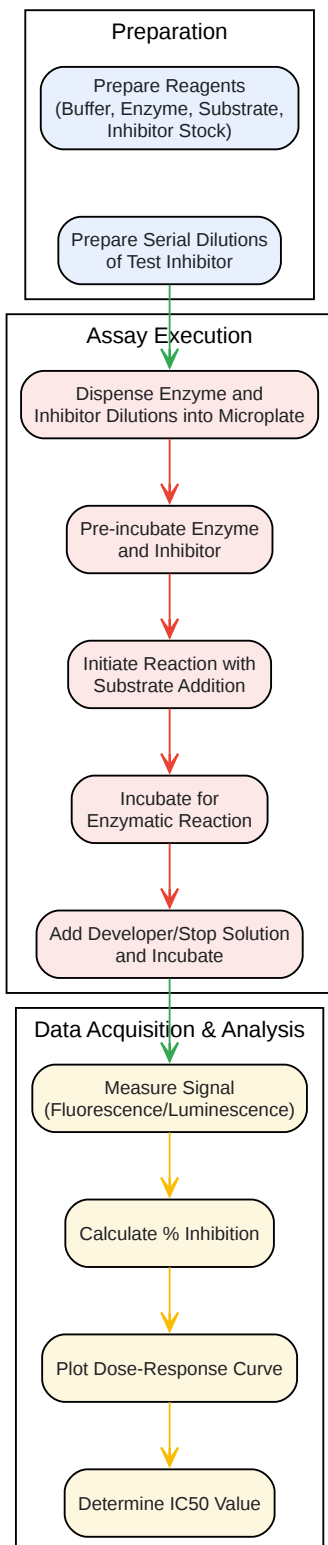 Preparation
Prepare Reagents
(Buffer, Enzyme, Substrate,
Inhibitor Stock)
Prepare Serial Dilutions
of Test Inhibitor
Assay Execution
Dispense Enzyme and
Inhibitor Dilutions into Microplate
Pre-incubate Enzyme
and Inhibitor
Initiate Reaction with
Substrate Addition
Incubate for
Enzymatic Reaction
Add Developer/Stop Solution
and Incubate
Data Acquisition & Analysis
Measure Signal
(Fluorescence/Luminescence)
Calculate % Inhibition
Plot Dose-Response Curve
Determine IC50 Value